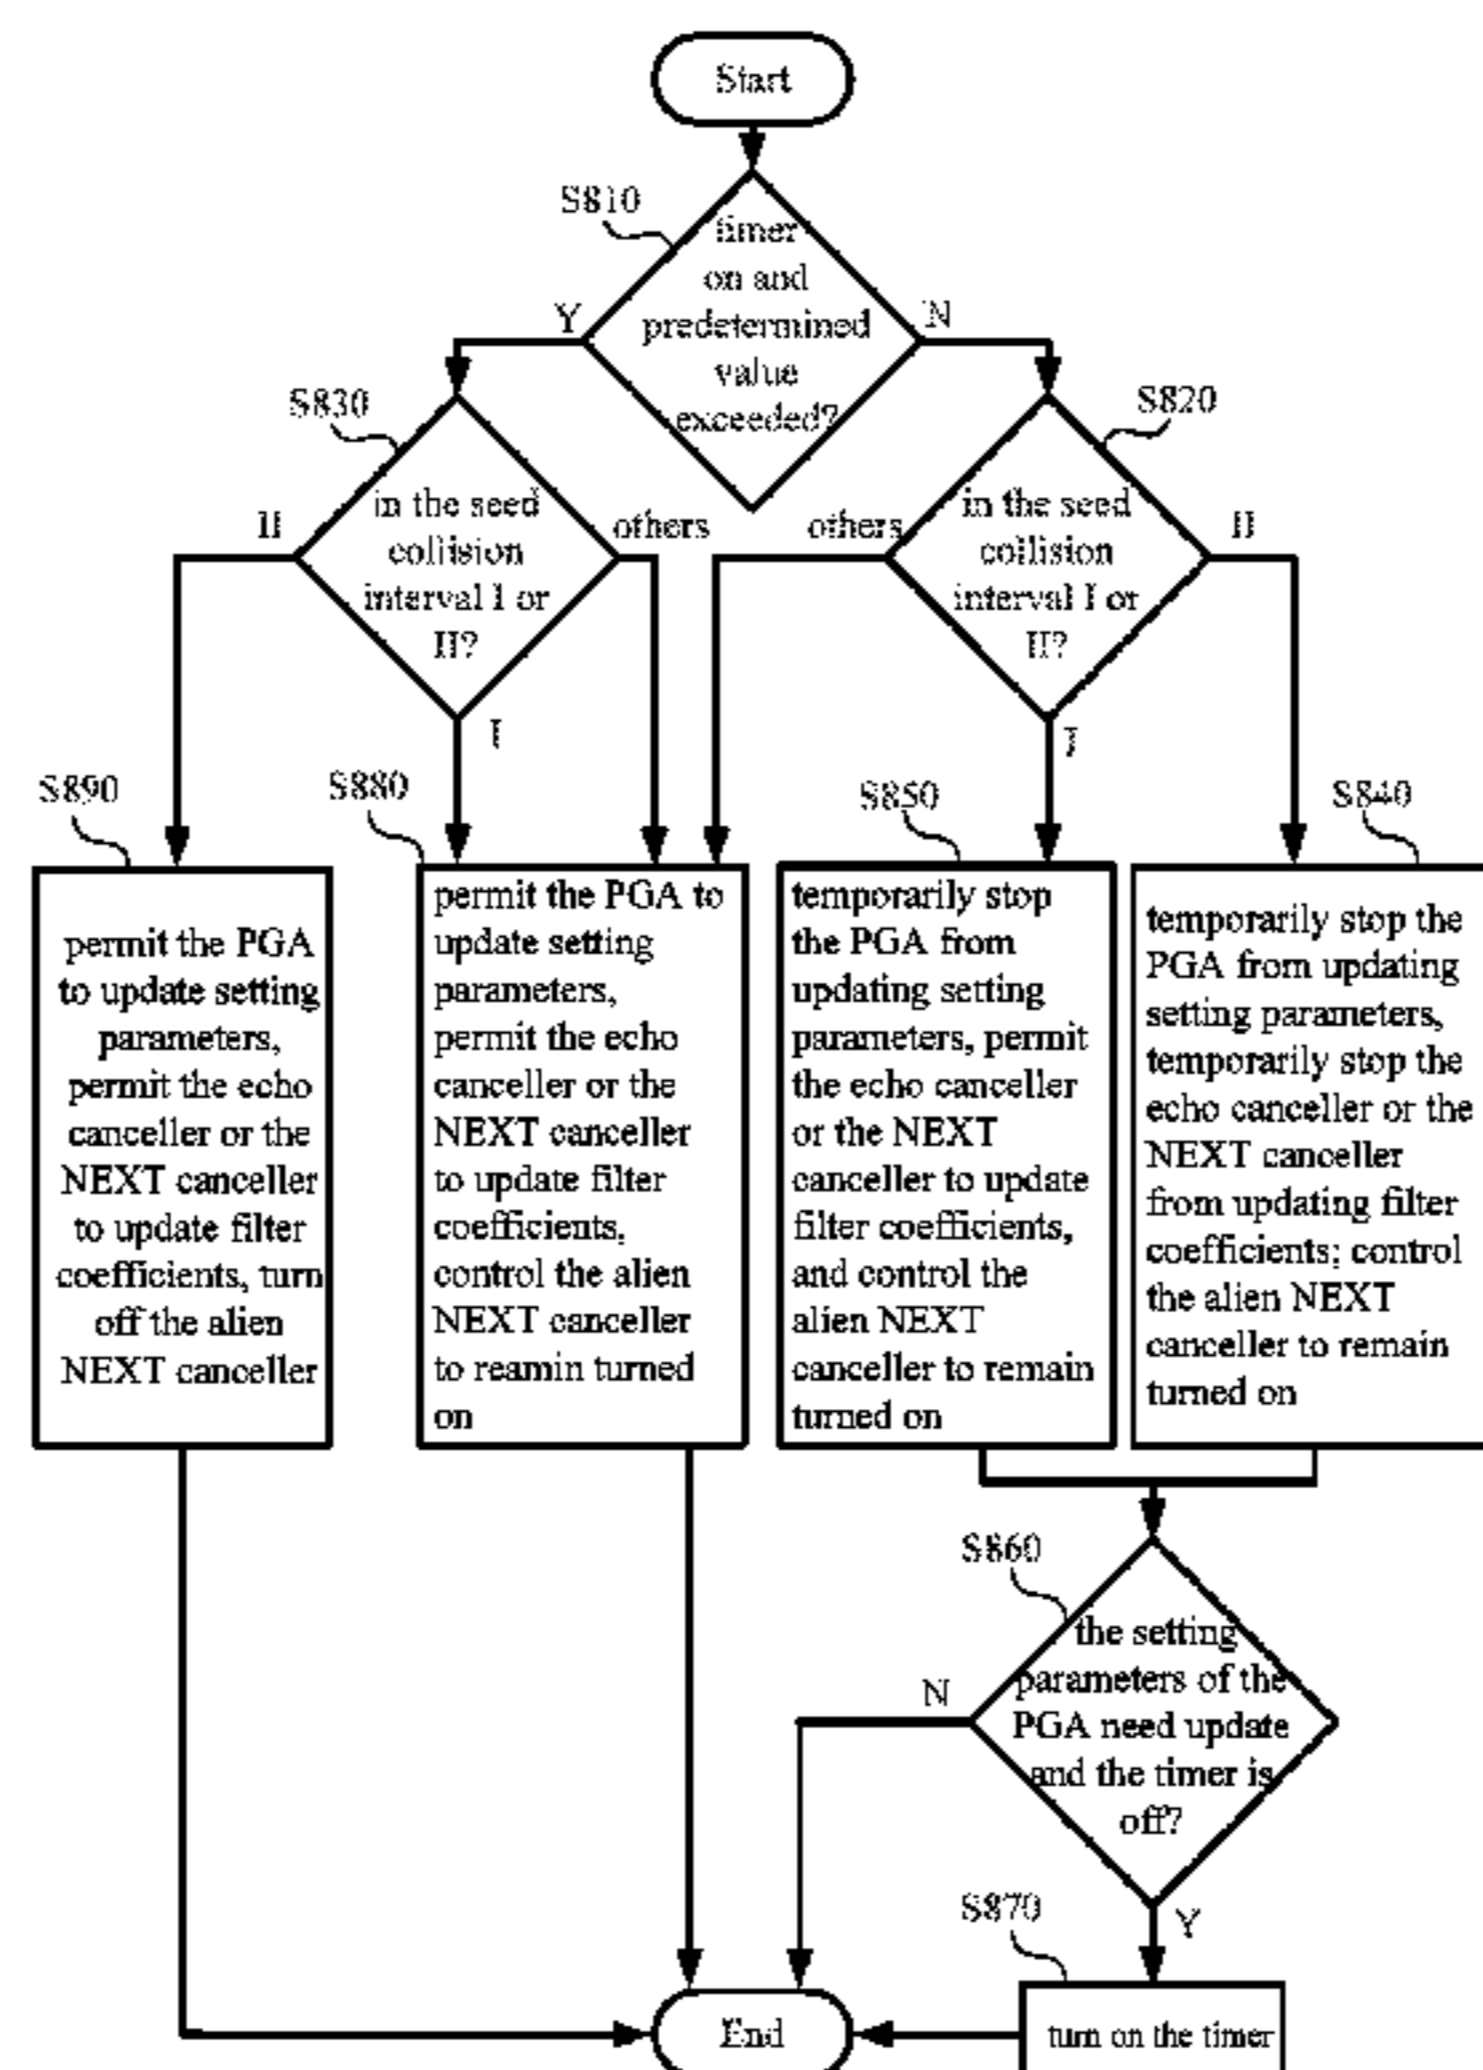 Start
S810
timer
on and
predetermined
value
exceeded?
Y
N
S830
in the seed
collision
interval I or
II?
II
others
I
S820
in the seed
collision
interval I or
II?
others
II
I
S890
permit the PGA
to update setting
parameters,
permit the echo
canceller or the
NEXT canceller
to update filter
coefficients, turn
off the alien
NEXT canceller
S880
permit the PGA to
update setting
parameters,
permit the echo
canceller or the
NEXT canceller
to update filter
coefficients,
control the alien
NEXT canceller
to reamin turned
on
S850
temporarily stop
the PGA from
updating setting
parameters, permit
the echo canceller
or the NEXT
canceller to update
filter coefficients,
and control the
alien NEXT
canceller to remain
turned on
S840
temporarily stop the
PGA from updating
setting parameters,
temporarily stop the
echo canceller or the
NEXT canceller
from updating filter
coefficients; control
the alien NEXT
canceller to remain
turned on
S860
the setting
parameters of the
PGA need update
and the timer is
off?
N
Y
S870
turn on the timer
End